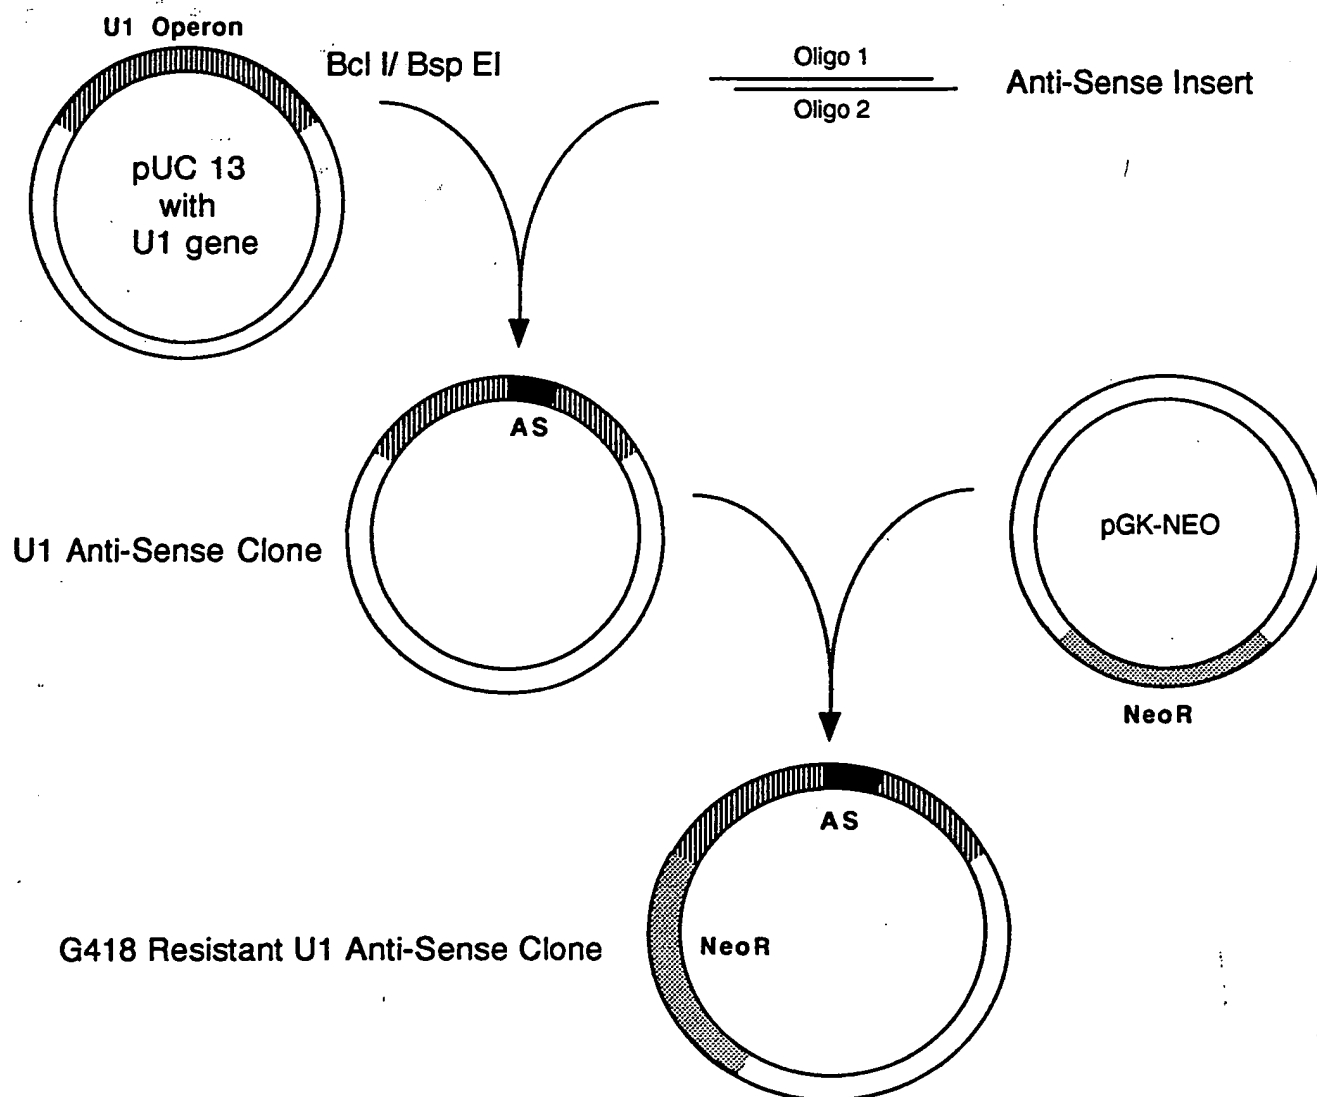 U1 Operon
Bcl I/ Bsp EI
Oligo 1
Oligo 2
Anti-Sense Insert
pUC 13
with
U1 gene
AS
U1 Anti-Sense Clone
pGK-NEO
NeoR
AS
NeoR
G418 Resistant U1 Anti-Sense Clone